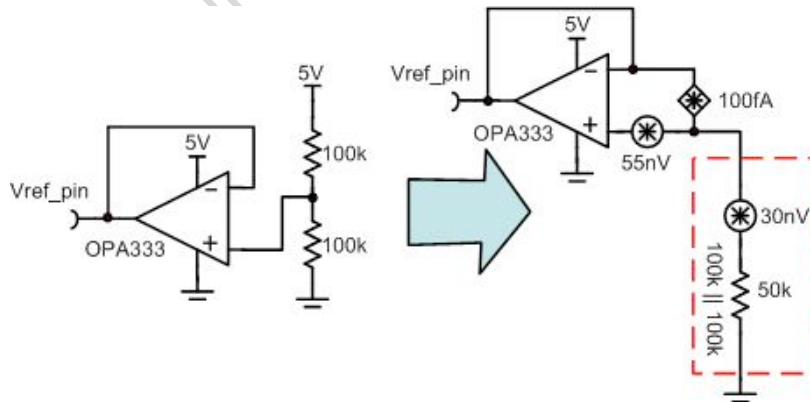 5V
5V
100k
Vref_pin
OPA333
100k
5V
Vref_pin
100fA
OPA333
55nV
30nV
50k
100k || 100k